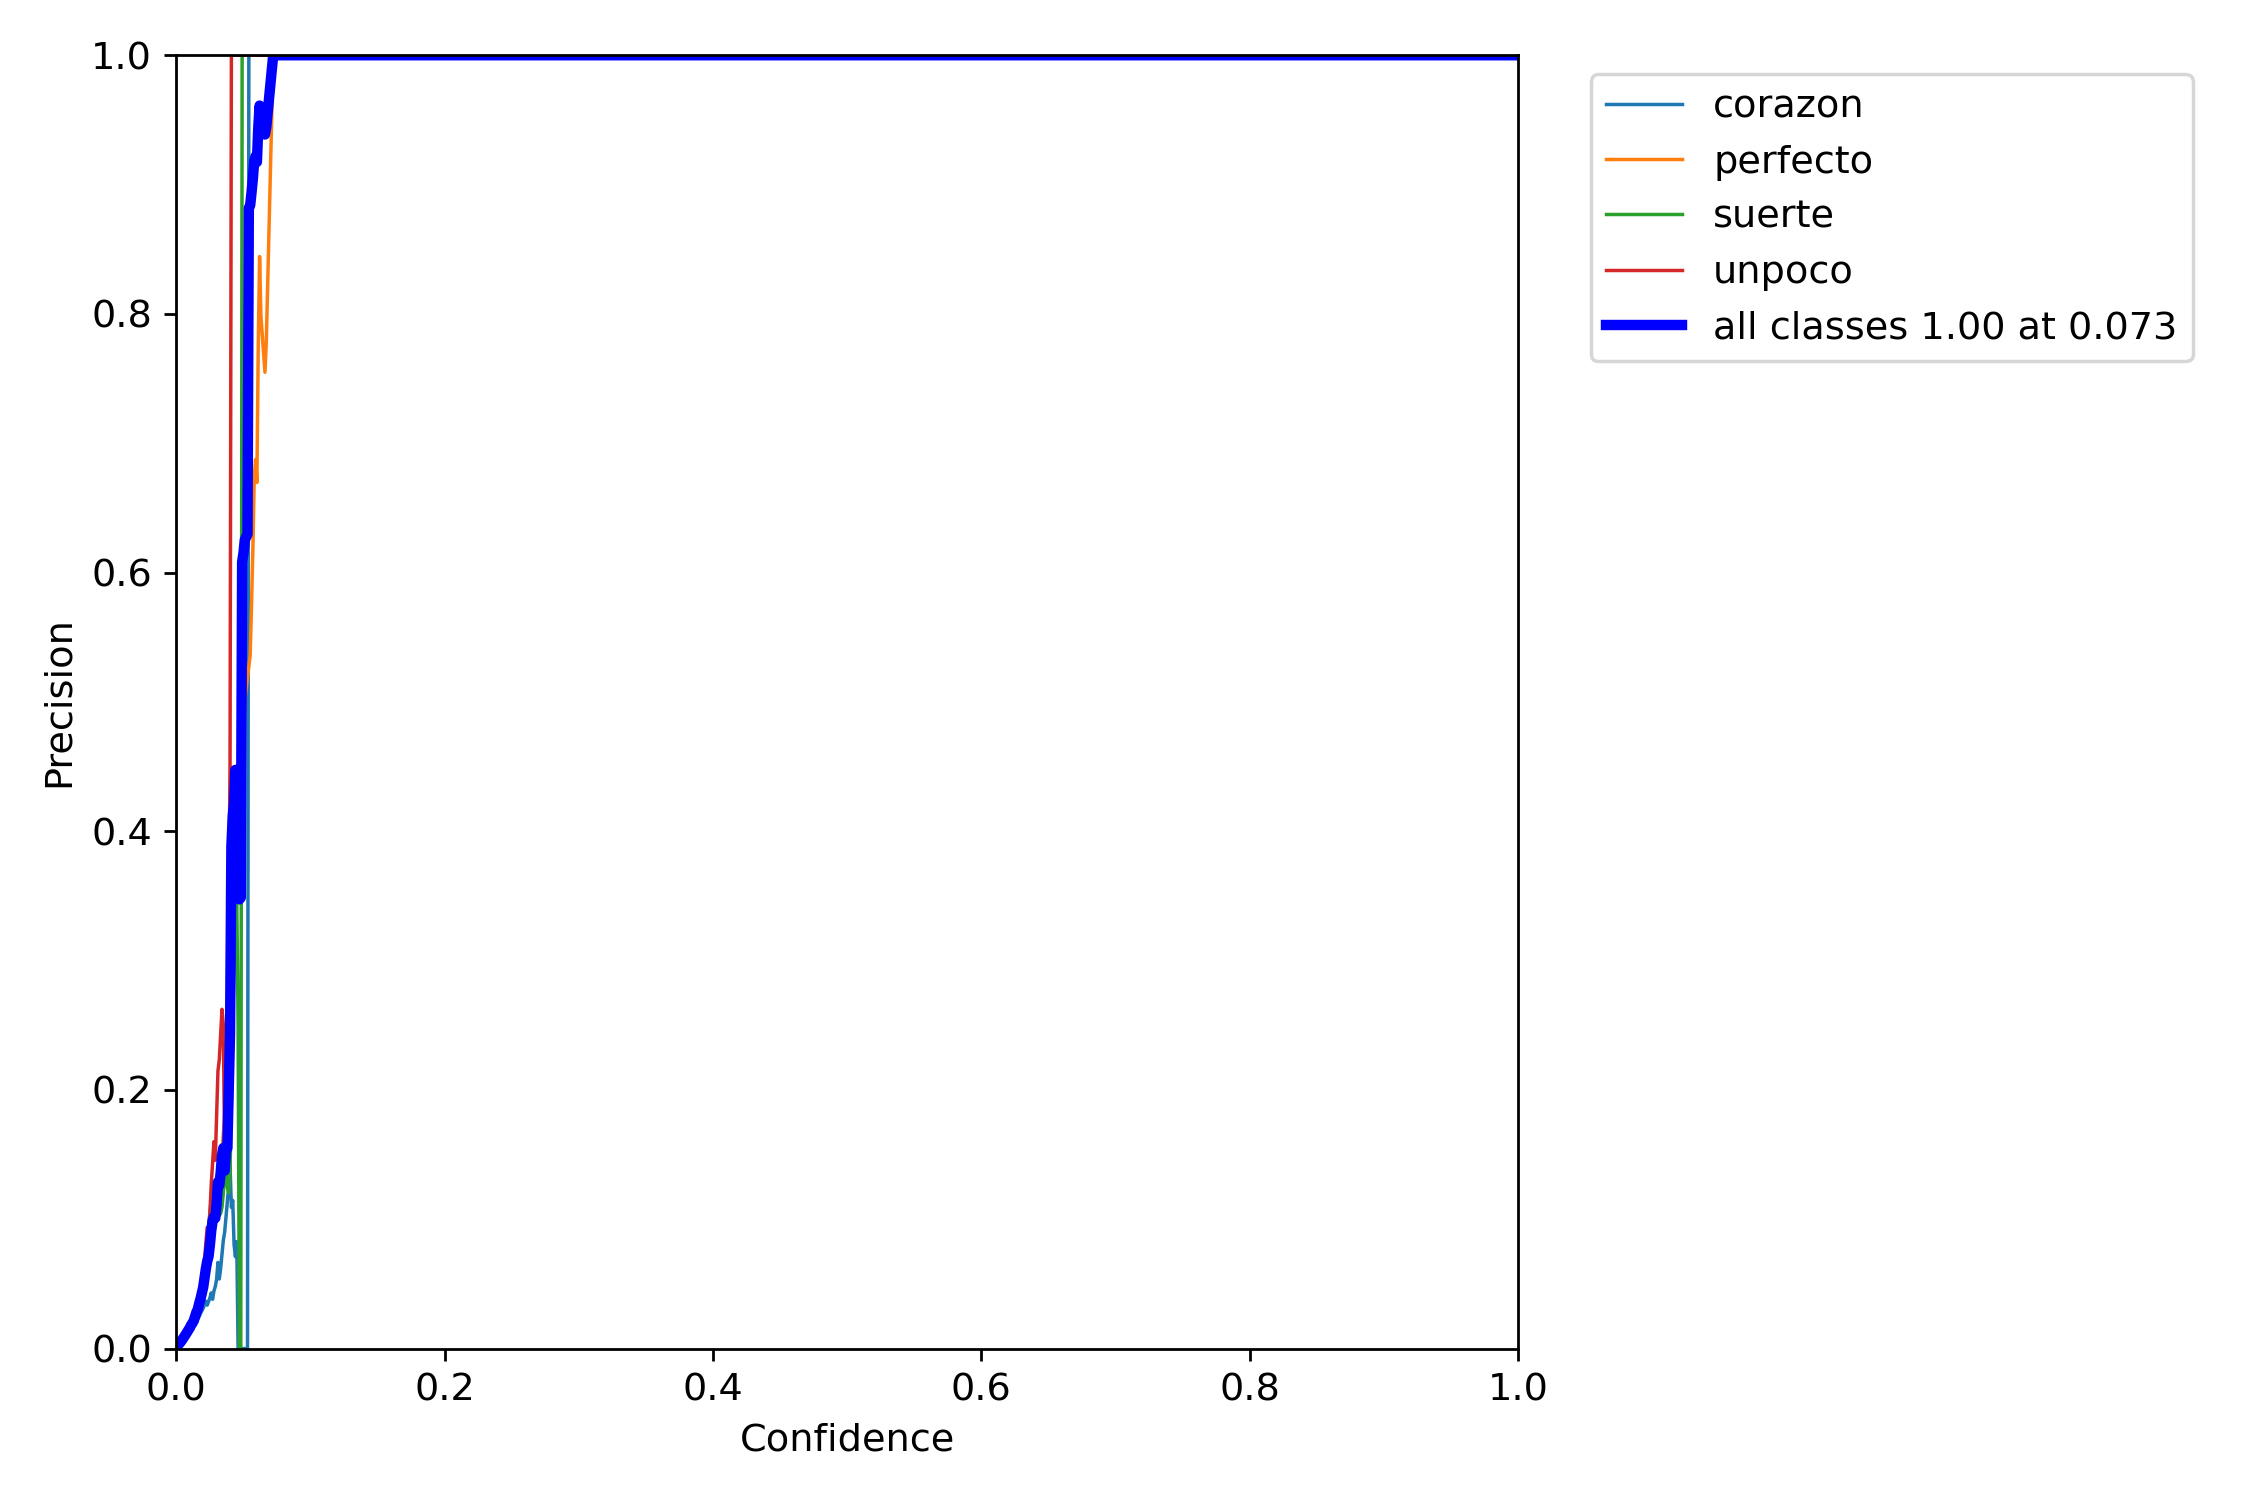 1.0
0.8
0.6
0.4
0.2
0.0
Precision
0.0 0.2 0.4 0.6 0.8 1.0
Confidence
corazon
perfecto
suerte
unpoco
all classes 1.00 at 0.073